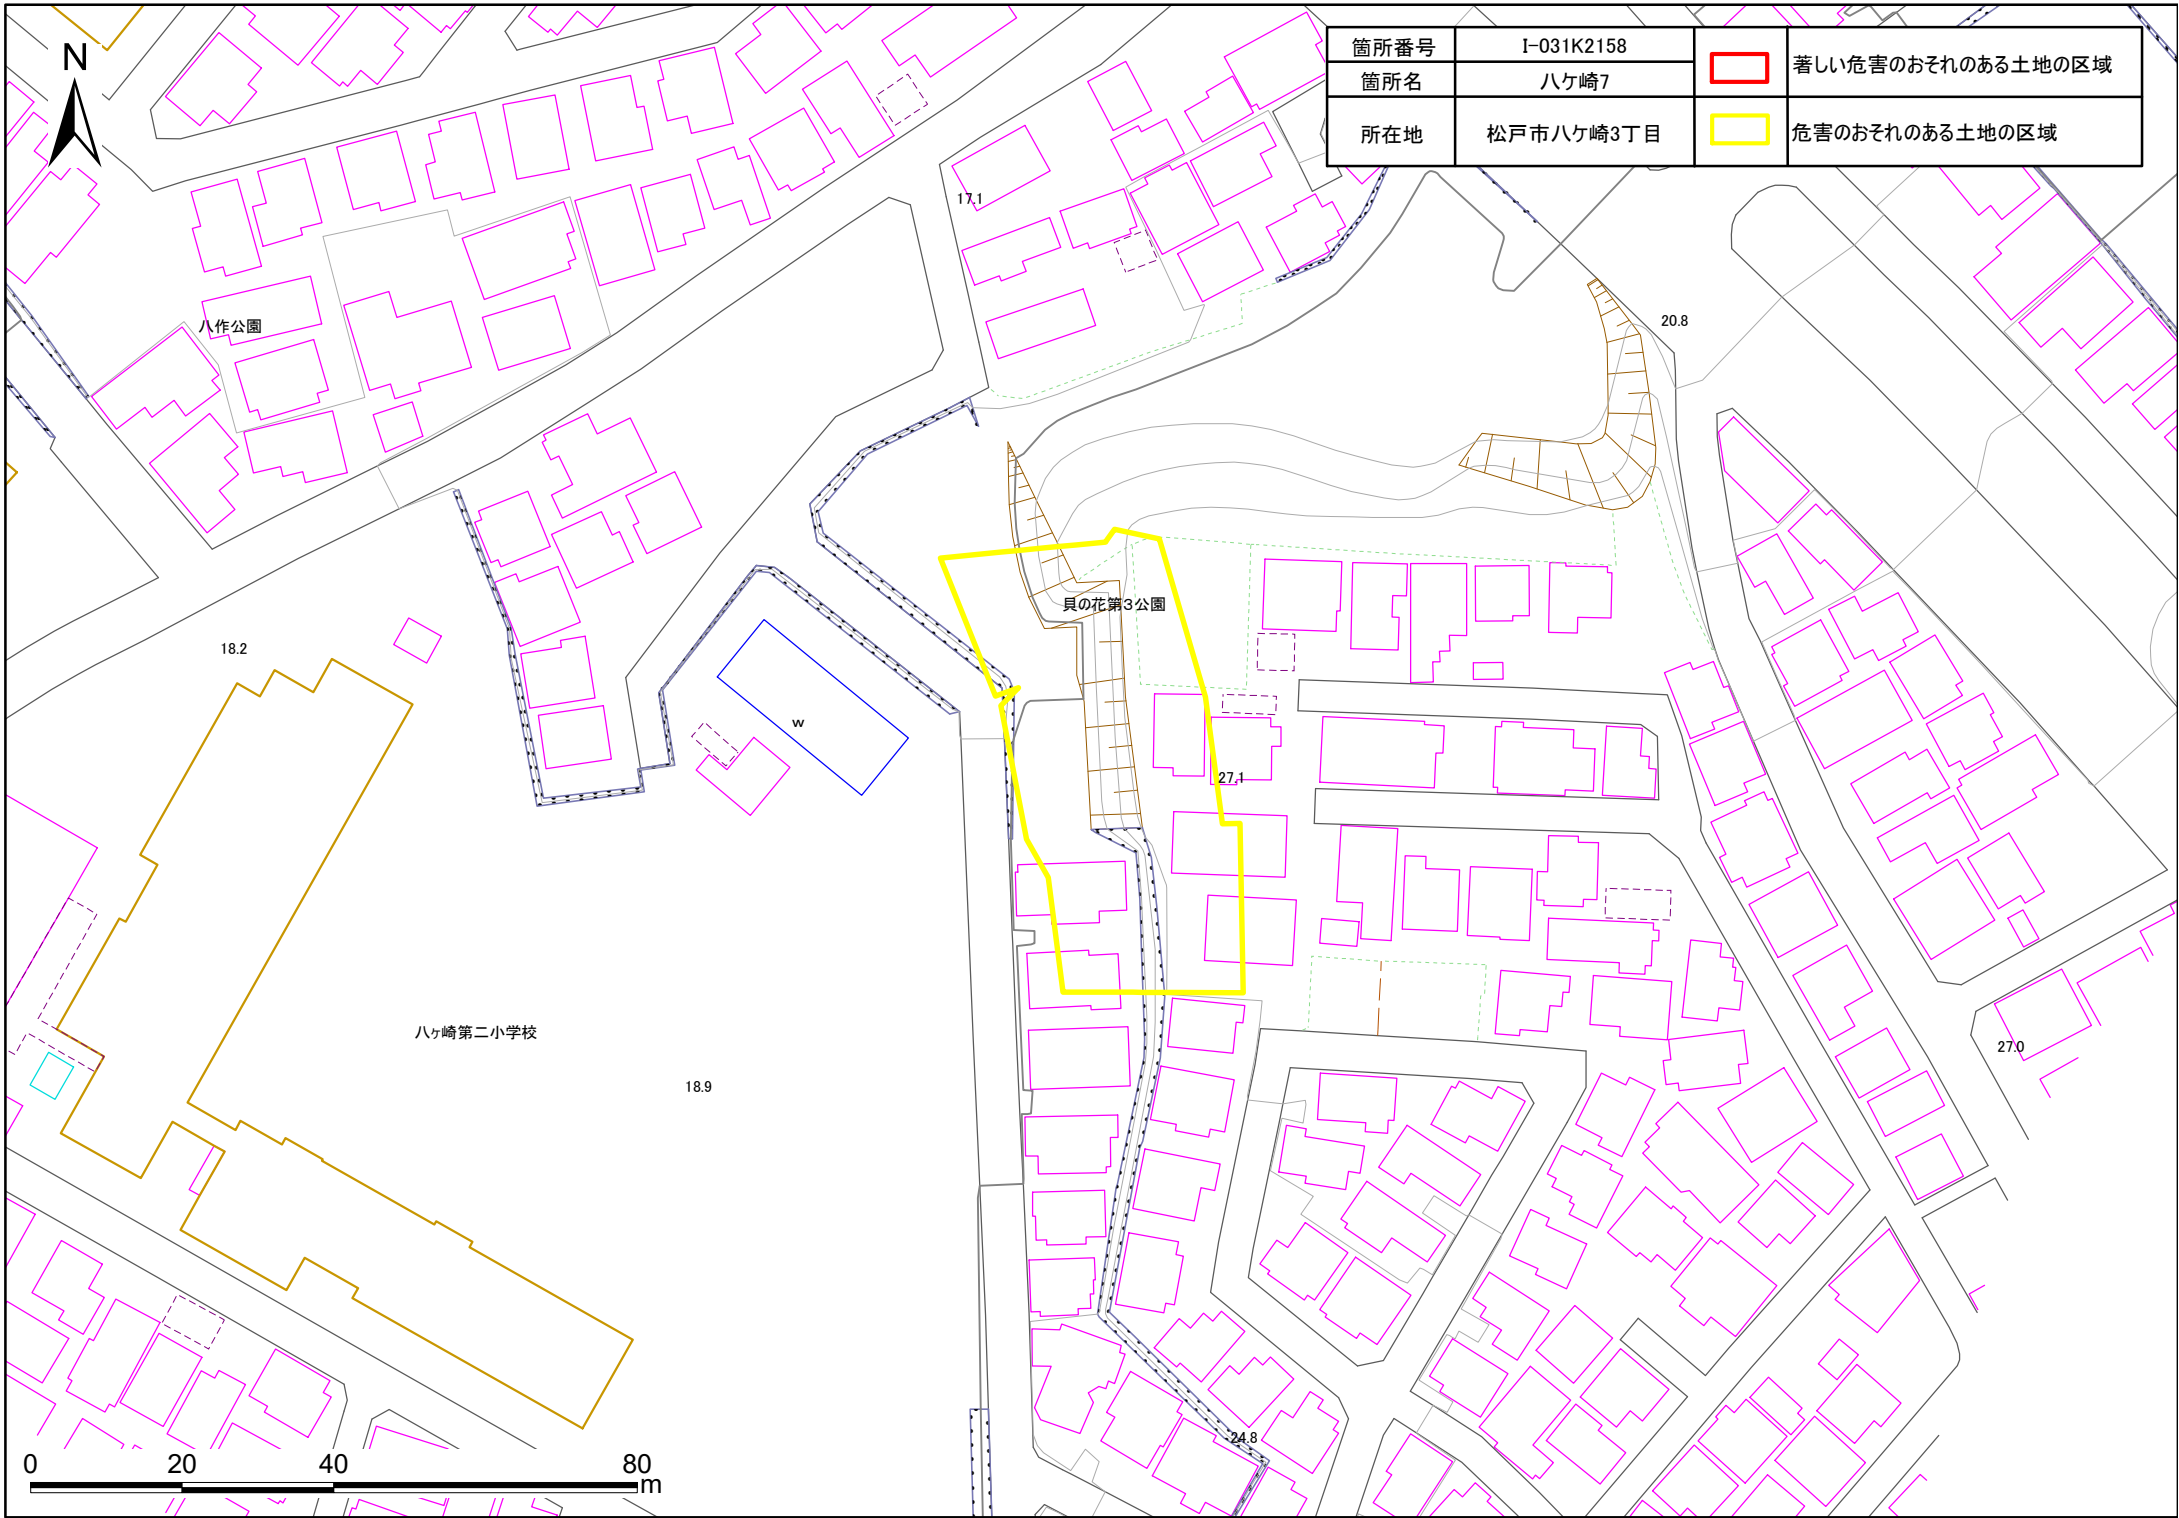 N
箇所番号 I-031K2158 著しい危害のおそれのある土地の区域
箇所名 八ケ崎7
所在地 松戸市八ケ崎3丁目 危害のおそれのある土地の区域
17.1
20.8
八作公園
貝の花第3公園
18.2
w
27.1
八ヶ崎第二小学校
18.9
27.0
24.8
0 20 40 80
m